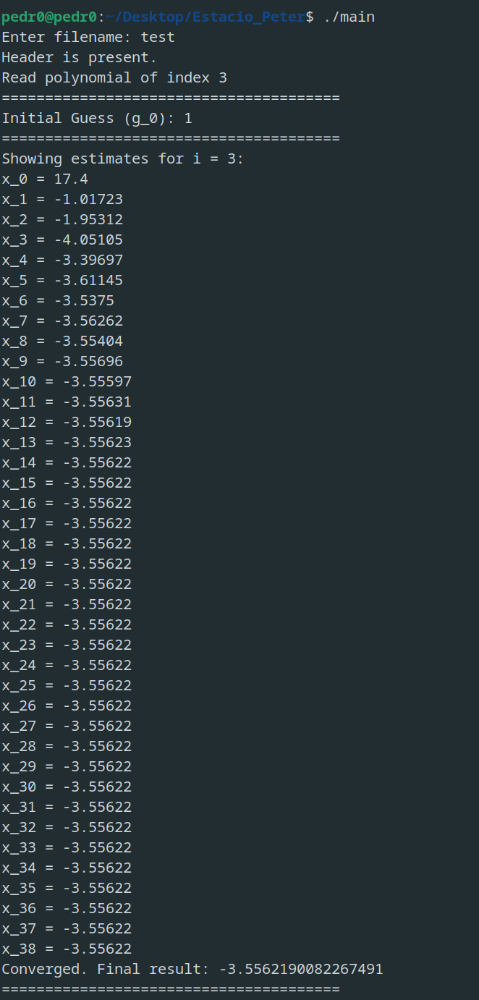 pedr0@pedr0:~/Desktop/Estacio_Peter$ ./main
Enter filename: test
Header is present.
Read polynomial of index 3
=======================================
Initial Guess (g_0): 1
=======================================
Showing estimates for i = 3:
x_0 = 17.4
x_1 = -1.01723
x_2 = -1.95312
x_3 = -4.05105
x_4 = -3.39697
x_5 = -3.61145
x_6 = -3.5375
x_7 = -3.56262
x_8 = -3.55404
x_9 = -3.55696
x_10 = -3.55597
x_11 = -3.55631
x_12 = -3.55619
x_13 = -3.55623
x_14 = -3.55622
x_15 = -3.55622
x_16 = -3.55622
x_17 = -3.55622
x_18 = -3.55622
x_19 = -3.55622
x_20 = -3.55622
x_21 = -3.55622
x_22 = -3.55622
x_23 = -3.55622
x_24 = -3.55622
x_25 = -3.55622
x_26 = -3.55622
x_27 = -3.55622
x_28 = -3.55622
x_29 = -3.55622
x_30 = -3.55622
x_31 = -3.55622
x_32 = -3.55622
x_33 = -3.55622
x_34 = -3.55622
x_35 = -3.55622
x_36 = -3.55622
x_37 = -3.55622
x_38 = -3.55622
Converged. Final result: -3.5562190082267491
=======================================